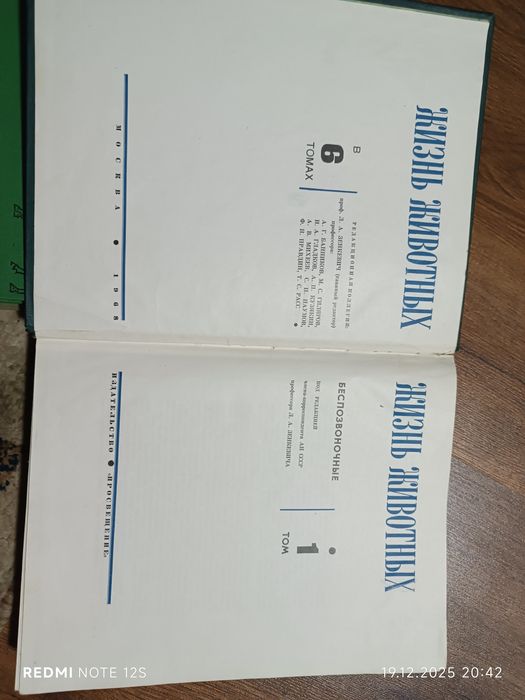 ЖИЗНЬ ЖИВОТНЫХ
В
6
ТОМАХ
РЕДАКЦИОННАЯ КОЛЛЕГИЯ:
проф. Л. А. ЗЕНКЕВИЧ (главный редактор)
профессора:
А. Г. БАННИКОВ, М. С. ГИЛЯРОВ,
Н. А. ГЛАДКОВ, А. П. КУЗЯКИН,
А. В. МИХЕЕВ, С. П. НАУМОВ,
Ф. Н. ПРАВДИН, Т. С. РАСС
МОСКВА • 1968
ЖИЗНЬ ЖИВОТНЫХ
ТОМ
1
БЕСПОЗВОНОЧНЫЕ
ПОД РЕДАКЦИЕЙ
члена-корреспондента АН СССР
профессора Л. А. ЗЕНКЕВИЧА
ИЗДАТЕЛЬСТВО • «ПРОСВЕЩЕНИЕ»
REDMI NOTE 12S
19.12.2025 20:42